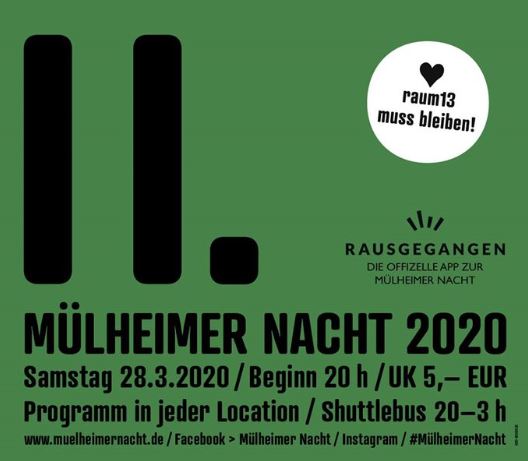 11.
raum13
muss bleiben!
RAUSGEGANGEN
DIE OFFIZELLE APP ZUR
MÜLHEIMER NACHT
MÜLHEIMER NACHT 2020
Samstag 28.3.2020 / Beginn 20 h / UK 5,– EUR
Programm in jeder Location / Shuttlebus 20–3 h
www.muelheimernacht.de / Facebook > Mülheimer Nacht / Instagram / #MülheimerNacht